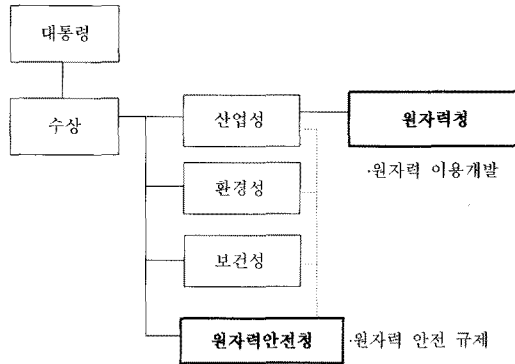 대통령
수상
산업성
원자력청
·원자력 이용개발
환경성
보건성
원자력안전청
·원자력 안전 규제